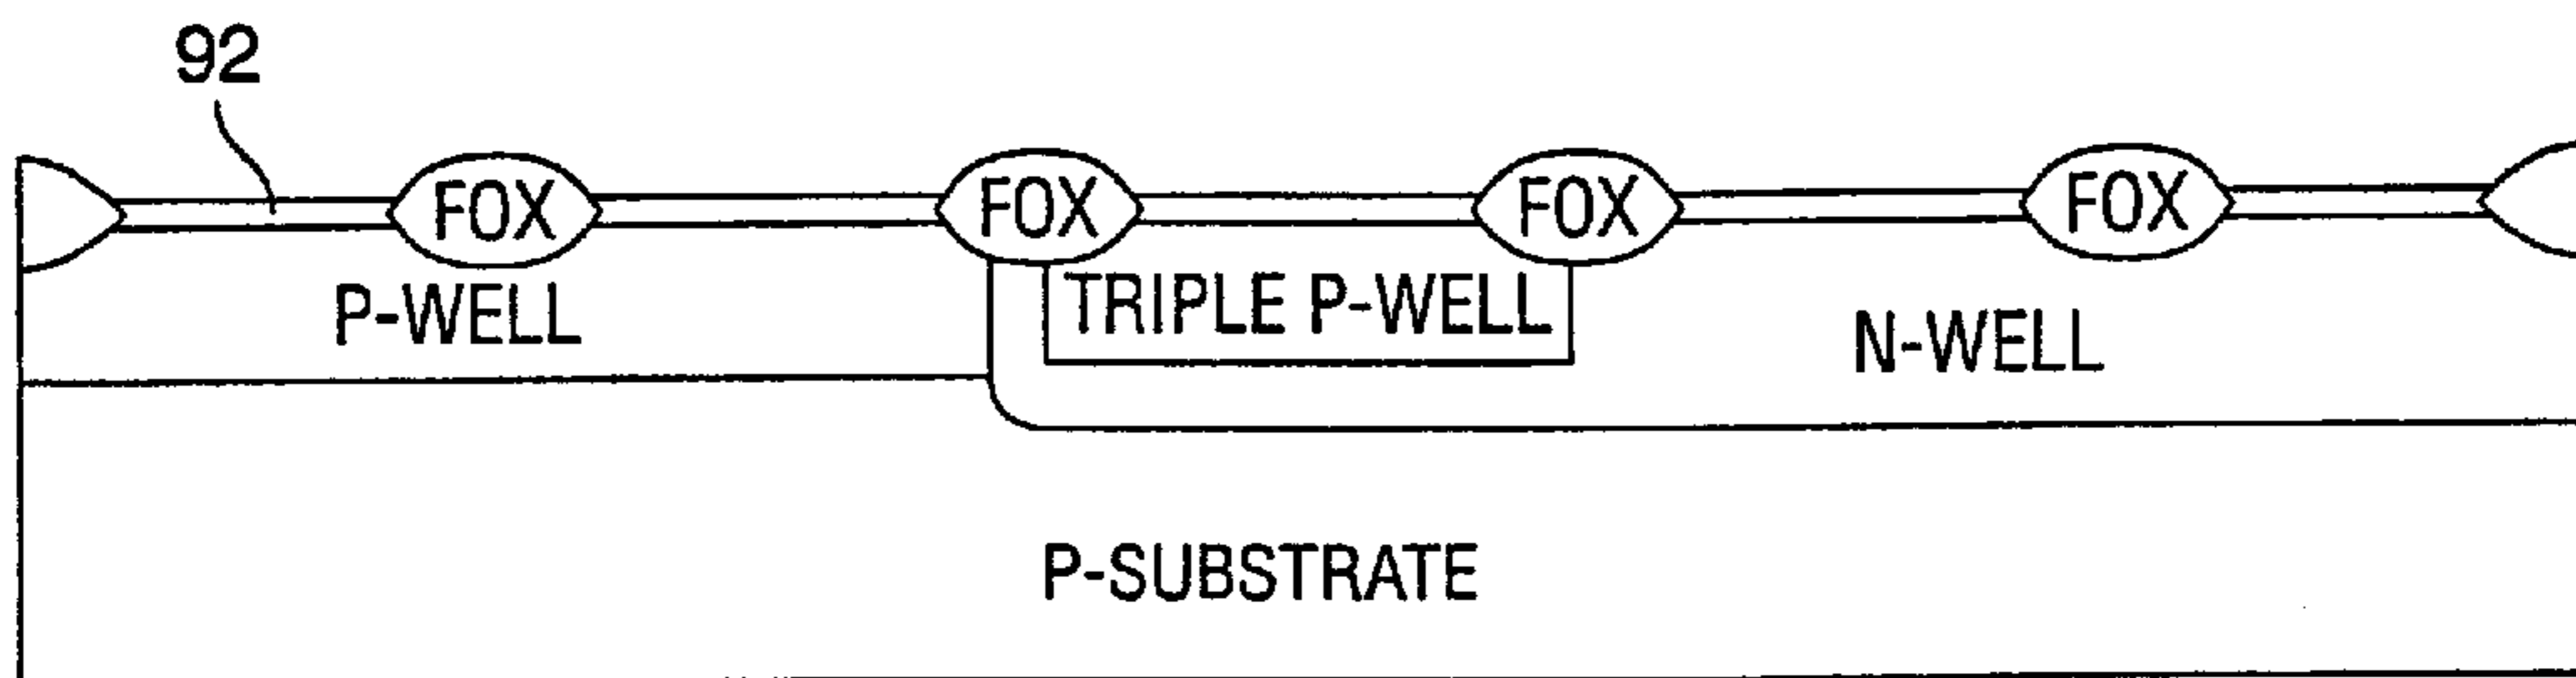 92
FOX FOX FOX FOX
P-WELL
TRIPLE P-WELL
N-WELL
P-SUBSTRATE